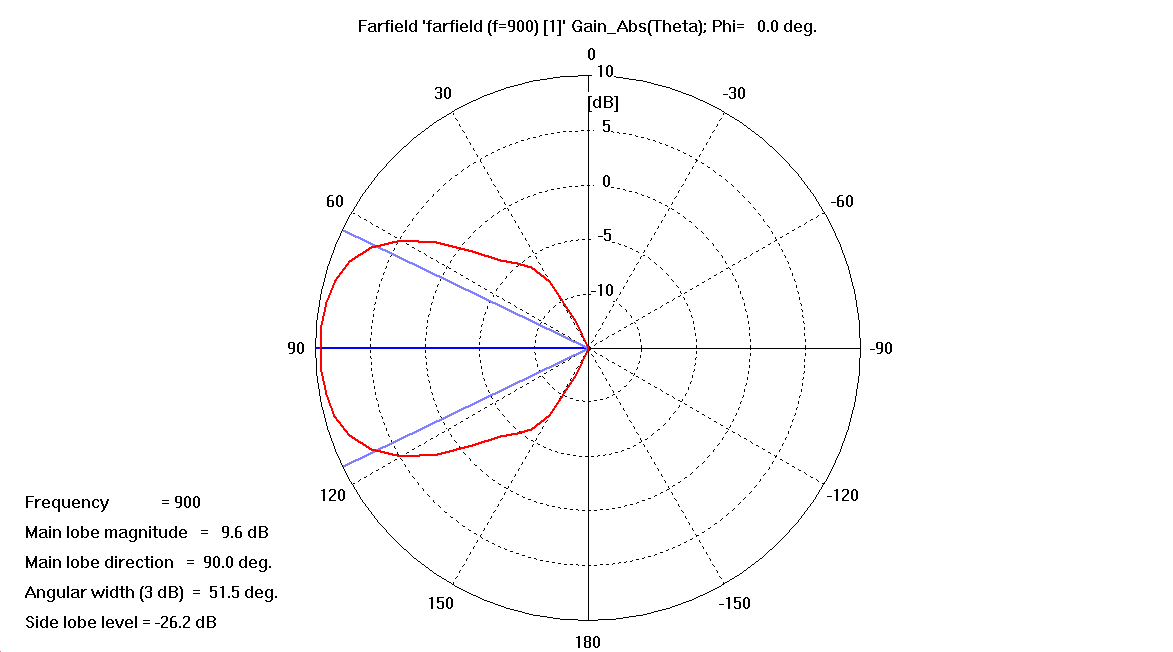 Farfield 'farfield (f=900) [1]' Gain_Abs(Theta); Phi= 0.0 deg.
0
10
30
-30
[dB]
5
0
60
-60
-5
-10
90
-90
120
-120
Frequency = 900
Main lobe magnitude = 9.6 dB
Main lobe direction = 90.0 deg.
Angular width (3 dB) = 51.5 deg.
150
-150
Side lobe level = -26.2 dB
180